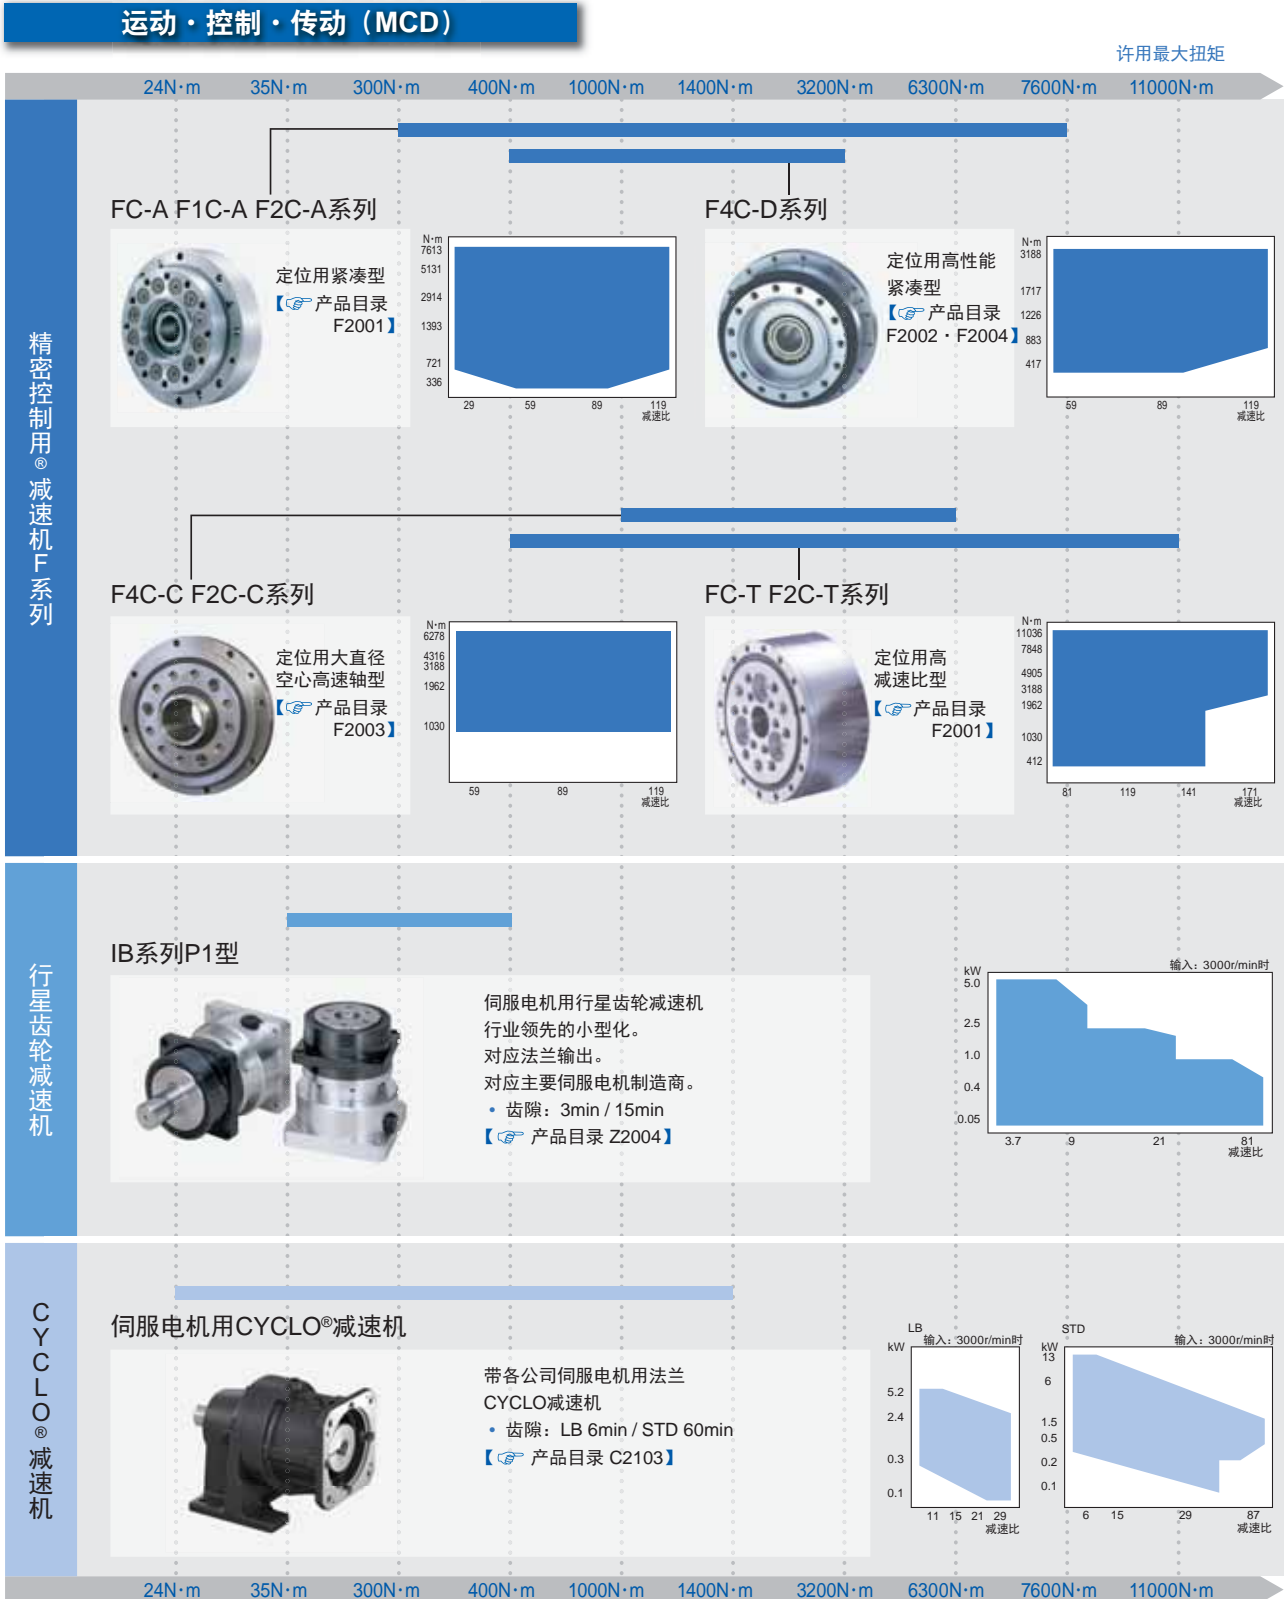 运动・控制・传动（MCD）
许用最大扭矩
24N·m 35N·m 300N·m 400N·m 1000N·m 1400N·m 3200N·m 6300N·m 7600N·m 11000N·m
精密控制用®减速机F系列
FC-A F1C-A F2C-A系列
定位用紧凑型
【☞ 产品目录
F2001】
N·m
7613
5131
2914
1393
721
336
29 59 89 119
减速比
F4C-D系列
定位用高性能
紧凑型
【☞ 产品目录
F2002・F2004】
N·m
3188
1717
1226
883
417
59 89 119
减速比
F4C-C F2C-C系列
定位用大直径
空心高速轴型
【☞ 产品目录
F2003】
N·m
6278
4316
3188
1962
1030
59 89 119
减速比
FC-T F2C-T系列
定位用高
减速比型
【☞ 产品目录
F2001】
N·m
11036
7848
4905
3188
1962
1030
412
81 119 141 171
减速比
行星齿轮减速机
IB系列P1型
伺服电机用行星齿轮减速机
行业领先的小型化。
对应法兰输出。
对应主要伺服电机制造商。
• 齿隙：3min / 15min
【☞ 产品目录 Z2004】
输入：3000r/min时
kW
5.0
2.5
1.0
0.4
0.05
3.7 9 21 81
减速比
CYCLO®减速机
伺服电机用CYCLO®减速机
带各公司伺服电机用法兰
CYCLO减速机
• 齿隙：LB 6min / STD 60min
【☞ 产品目录 C2103】
LB
输入：3000r/min时
kW
5.2
2.4
0.3
0.1
11 15 21 29
减速比
STD
输入：3000r/min时
kW
13
6
1.5
0.5
0.2
0.1
6 15 29 87
减速比
24N·m 35N·m 300N·m 400N·m 1000N·m 1400N·m 3200N·m 6300N·m 7600N·m 11000N·m